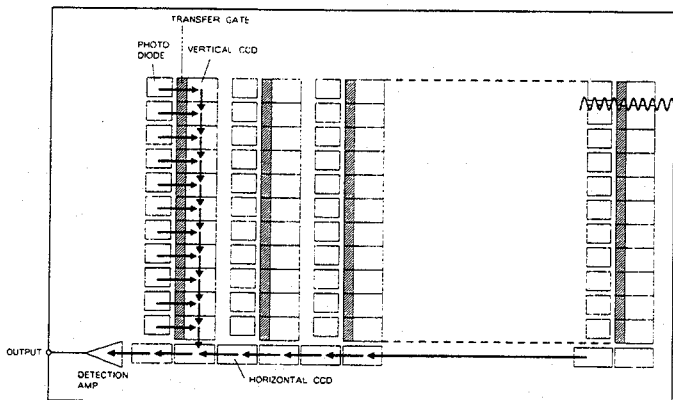 TRANSFER GATE
VERTICAL CCD
PHOTO
DIODE
OUTPUT
DETECTION
AMP
HORIZONTAL CCD